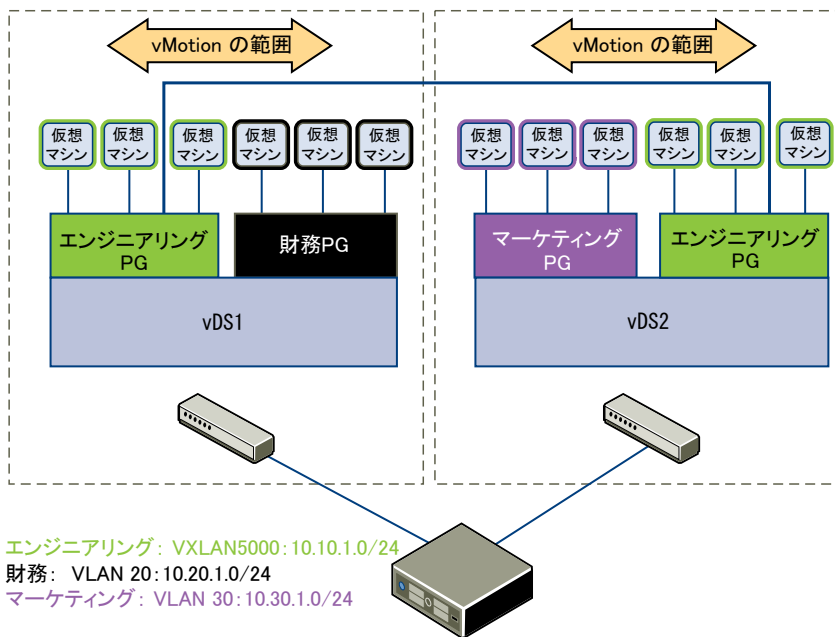 vMotion の範囲
vMotion の範囲
仮想
マシン
仮想
マシン
仮想
マシン
仮想
マシン
仮想
マシン
仮想
マシン
仮想
マシン
仮想
マシン
仮想
マシン
仮想
マシン
仮想
マシン
仮想
マシン
エンジニアリング
PG
財務PG
マーケティング
PG
エンジニアリング
PG
vDS1
vDS2
エンジニアリング: VXLAN5000:10.10.1.0/24
財務: VLAN 20:10.20.1.0/24
マーケティング: VLAN 30:10.30.1.0/24